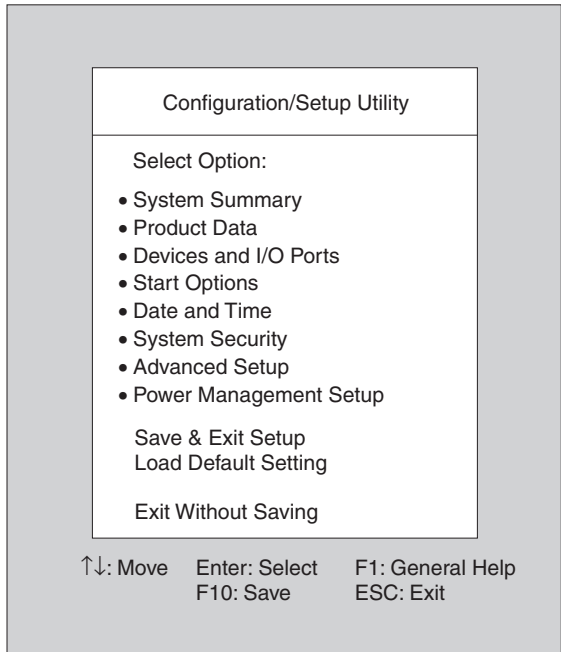 Configuration/Setup Utility
Select Option:
• System Summary
• Product Data
• Devices and I/O Ports
• Start Options
• Date and Time
• System Security
• Advanced Setup
• Power Management Setup
Save & Exit Setup
Load Default Setting
Exit Without Saving
↑↓: Move Enter: Select F1: General Help
F10: Save ESC: Exit